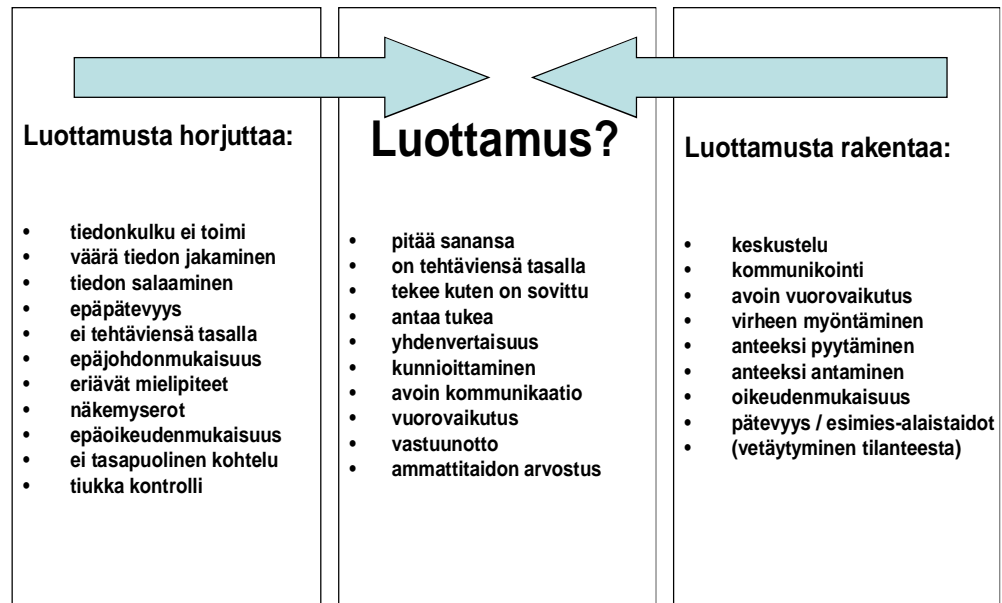 Luottamusta horjuttaa:
• tiedonkulku ei toimi
• väärä tiedon jakaminen
• tiedon salaaminen
• epäpätevyys
• ei tehtäviensä tasalla
• epäjohdonmukaisuus
• eriävät mielipiteet
• näkemyserot
• epäoikeudenmukaisuus
• ei tasapuolinen kohtelu
• tiukka kontrolli
Luottamus?
• pitää sanansa
• on tehtäviensä tasalla
• tekee kuten on sovittu
• antaa tukea
• yhdenvertaisuus
• kunnioittaminen
• avoin kommunikaatio
• vuorovaikutus
• vastuunotto
• ammattitaidon arvostus
Luottamusta rakentaa:
• keskustelu
• kommunikointi
• avoin vuorovaikutus
• virheen myöntäminen
• anteeksi pyytäminen
• anteeksi antaminen
• oikeudenmukaisuus
• pätevyys / esimies-alaistaidot
• (vetäytyminen tilanteesta)